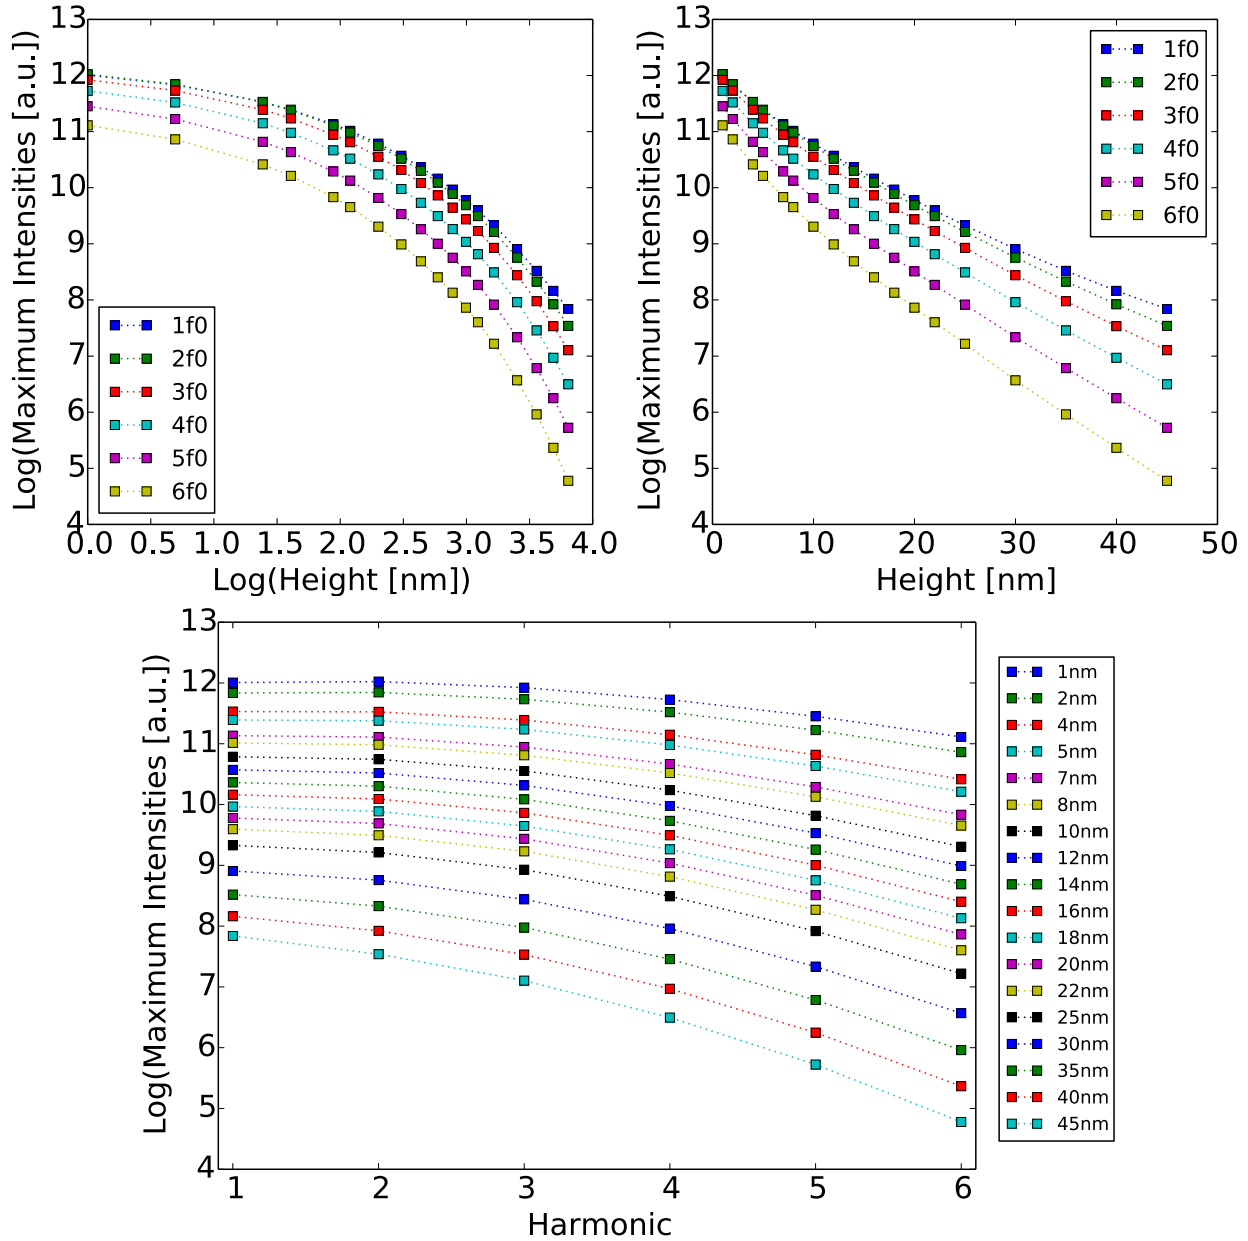 Log(Maximum Intensities [a.u.])
13
12
11
10
9
8
7
6
5
4
0.0 0.5 1.0 1.5 2.0 2.5 3.0 3.5 4.0
Log(Height [nm])
1f0
2f0
3f0
4f0
5f0
6f0
Log(Maximum Intensities [a.u.])
13
12
11
10
9
8
7
6
5
4
0 10 20 30 40 50
Height [nm]
1f0
2f0
3f0
4f0
5f0
6f0
Log(Maximum Intensities [a.u.])
13
12
11
10
9
8
7
6
5
4
1 2 3 4 5 6
Harmonic
1nm
2nm
4nm
5nm
7nm
8nm
10nm
12nm
14nm
16nm
18nm
20nm
22nm
25nm
30nm
35nm
40nm
45nm